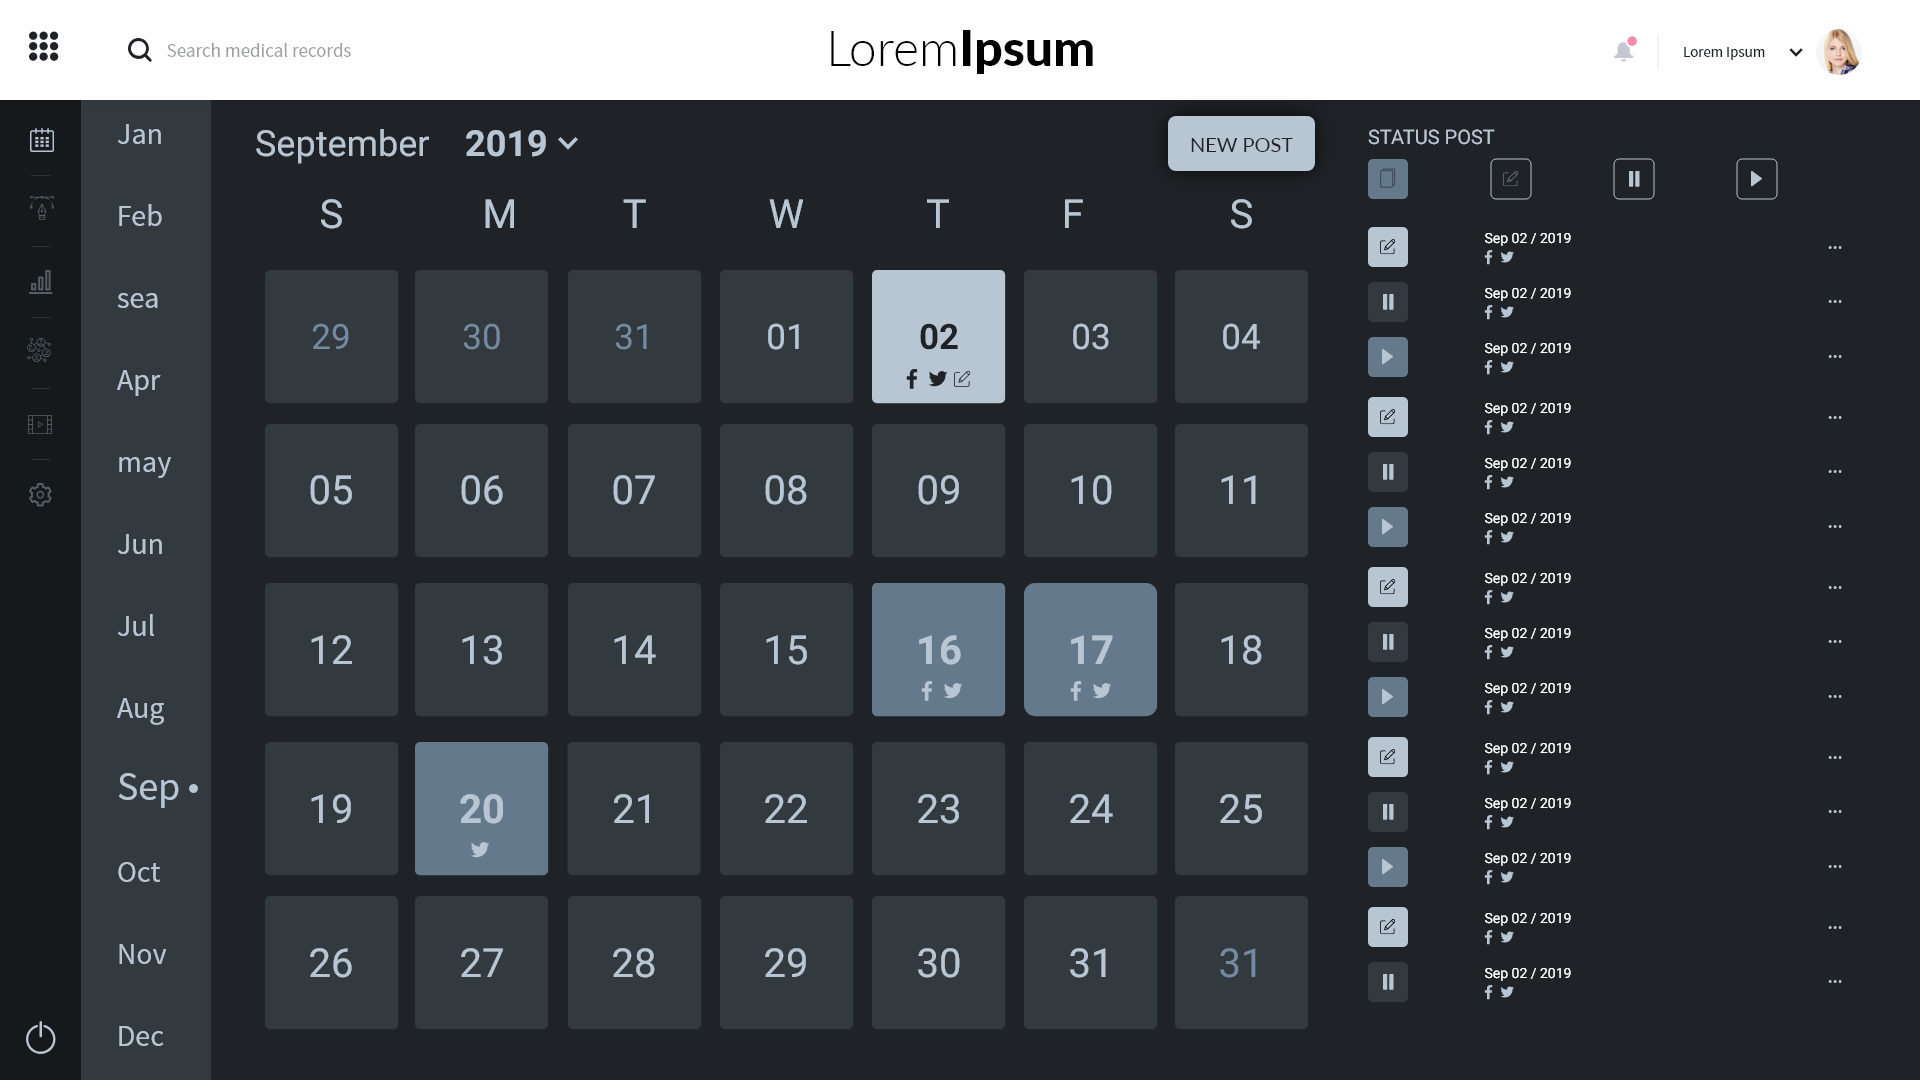 Search medical records
LoremIpsum
Lorem Ipsum
Jan
Feb
sea
Apr
may
Jun
Jul
Aug
Sep •
Oct
Nov
Dec
September 2019
NEW POST
S M T W T F S
29 30 31 01 02 03 04
05 06 07 08 09 10 11
12 13 14 15 16 17 18
19 20 21 22 23 24 25
26 27 28 29 30 31 31
STATUS POST
Sep 02 / 2019
Sep 02 / 2019
Sep 02 / 2019
Sep 02 / 2019
Sep 02 / 2019
Sep 02 / 2019
Sep 02 / 2019
Sep 02 / 2019
Sep 02 / 2019
Sep 02 / 2019
Sep 02 / 2019
Sep 02 / 2019
Sep 02 / 2019
Sep 02 / 2019